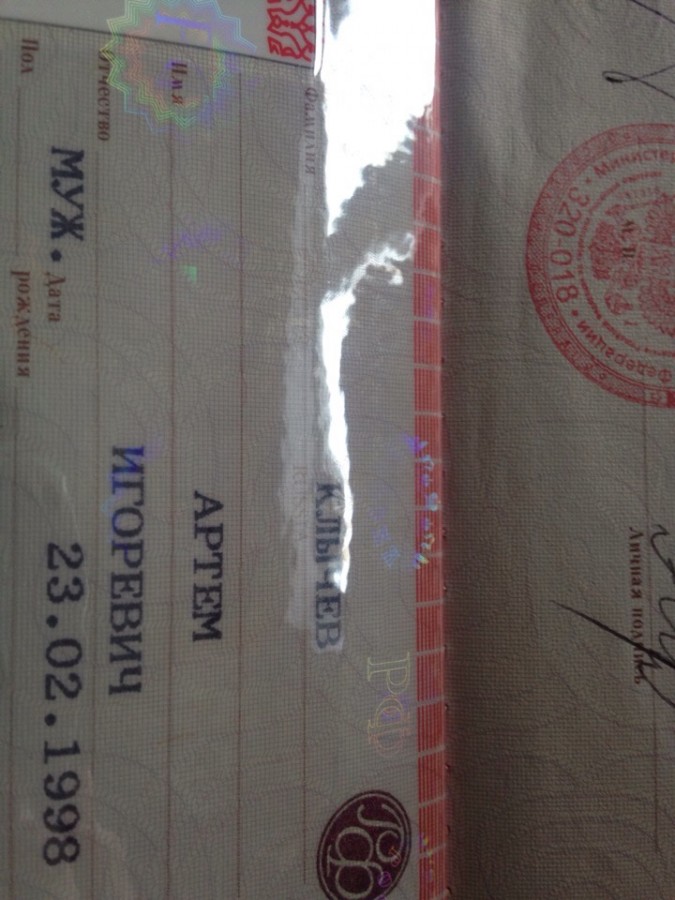 320-018
Федерации
М.П.
Личная подпись
РФ
Фамилия
КЛЫЧЕВ
Имя
АРТЕМ
Отчество
ИГОРЕВИЧ
Пол МУЖ. Дата рождения 23.02.1998